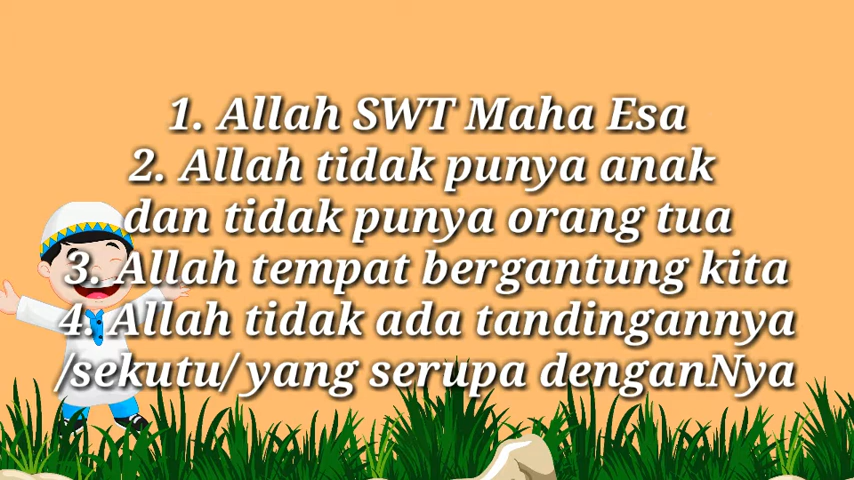 1. Allah SWT Maha Esa
2. Allah tidak punya anak
dan tidak punya orang tua
3. Allah tempat bergantung kita
4. Allah tidak ada tandingannya
/sekutu/ yang serupa denganNya